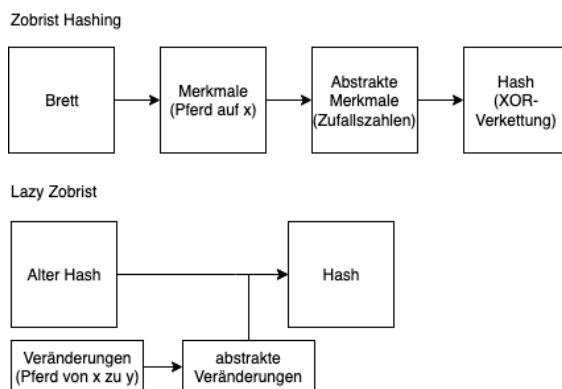 Zobrist Hashing
Brett
Merkmale
(Pferd auf x)
Abstrakte
Merkmale
(Zufallszahlen)
Hash
(XOR-
Verkettung)
Lazy Zobrist
Alter Hash
Hash
Veränderungen
(Pferd von x zu y)
abstrakte
Veränderungen